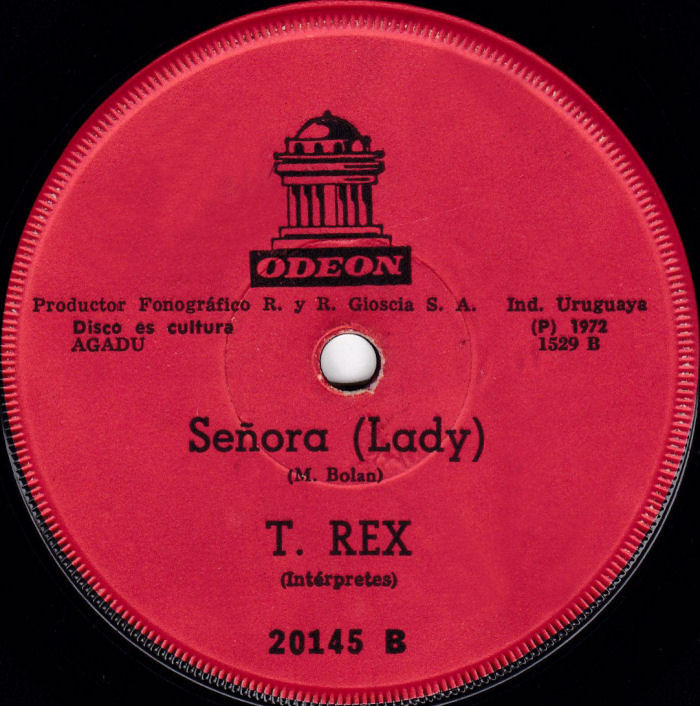 ODEON
Productor Fonográfico R. y R. Gioscia S. A. Ind. Uruguaya
Disco es cultura (P) 1972
AGADU 1529 B
Señora (Lady)
(M. Bolan)
T. REX
(Intérpretes)
20145 B